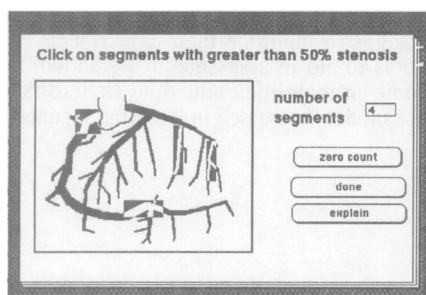 Click on segments with greater than 50% stenosis
number of
segments
4
zero count
done
explain